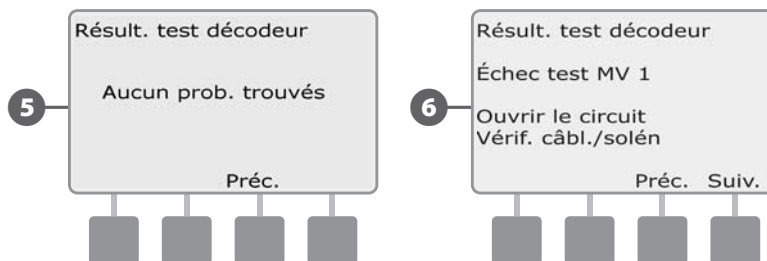 5
Résult. test décodeur
Aucun prob. trouvés
Préc.
6
Résult. test décodeur
Échec test MV 1
Ouvrir le circuit
Vérif. câbl./solén
Préc. Suiv.